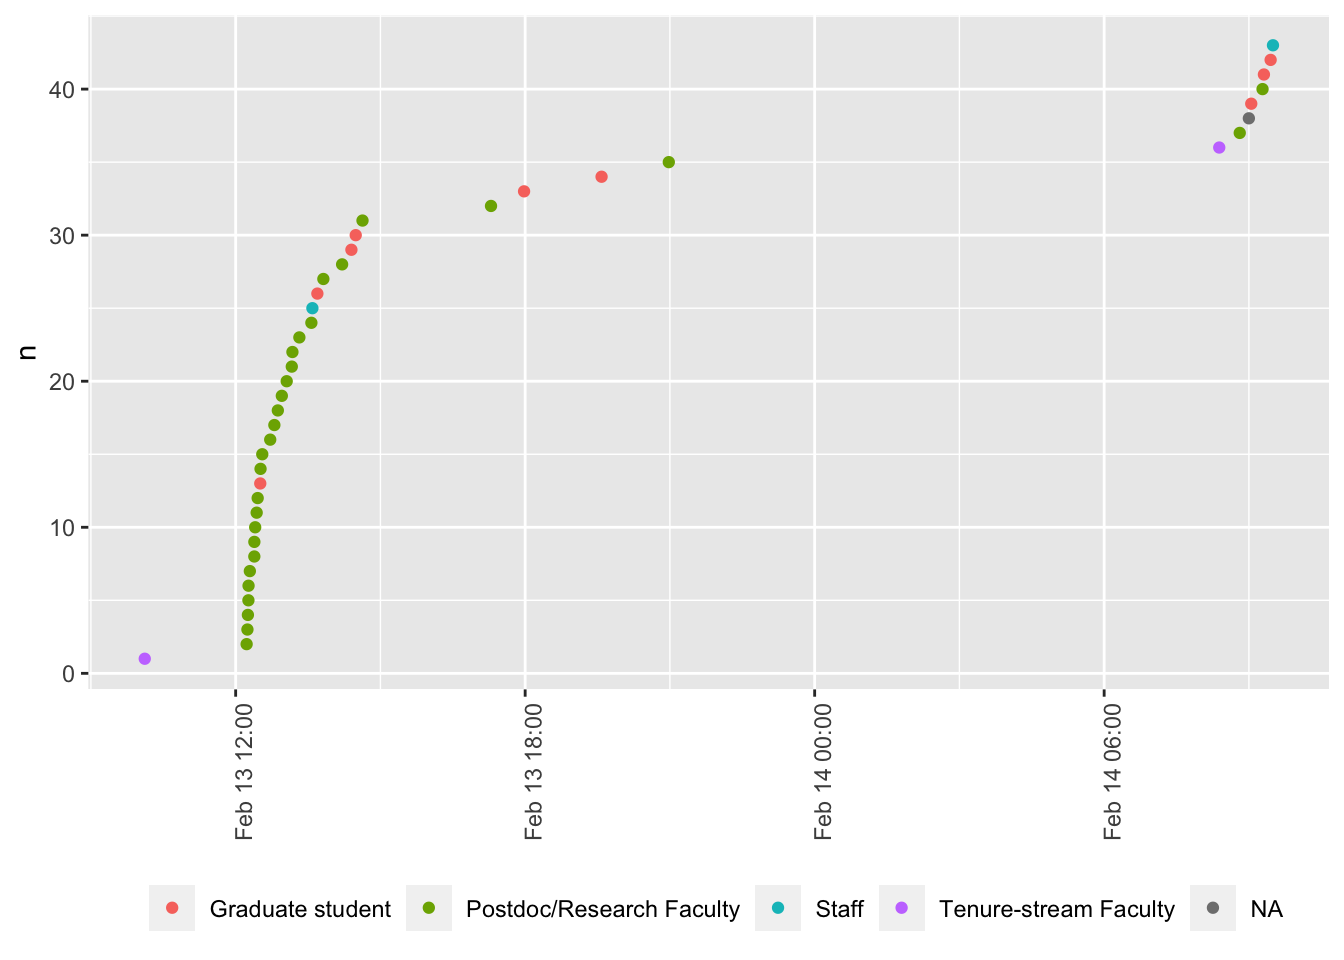 n
40
30
20
10
0
Feb 13 12:00
Feb 13 18:00
Feb 14 00:00
Feb 14 06:00
Graduate student Postdoc/Research Faculty Staff Tenure-stream Faculty NA